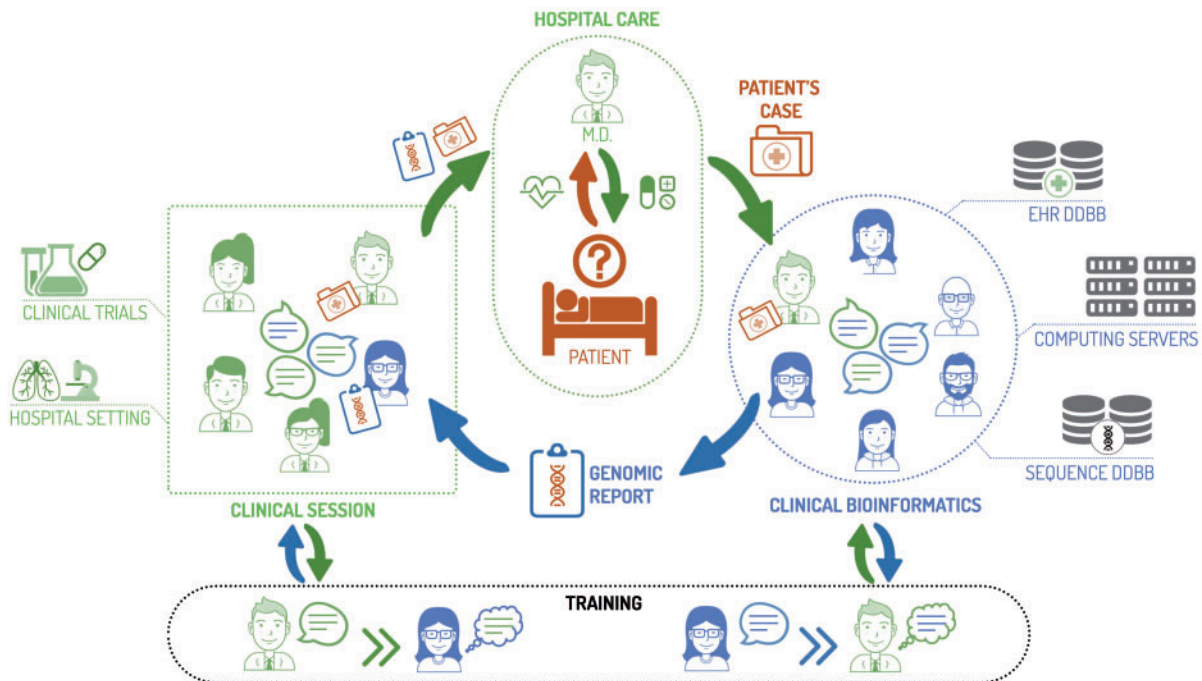 HOSPITAL CARE
PATIENT'S
CASE
M.D.
EHR DDBB
CLINICAL TRIALS
COMPUTING SERVERS
PATIENT
HOSPITAL SETTING
GENOMIC
REPORT
SEQUENCE DDBB
CLINICAL SESSION
CLINICAL BIOINFORMATICS
TRAINING